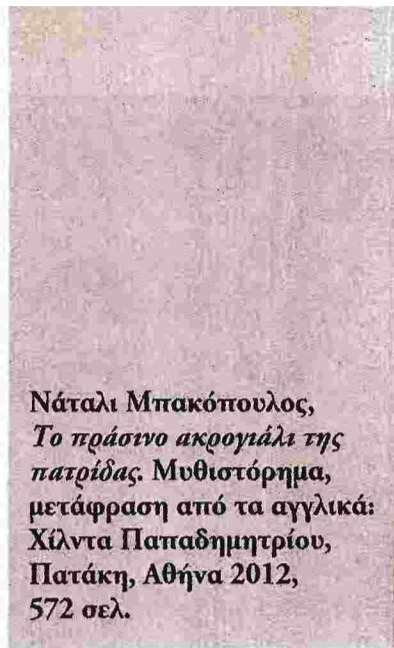 Νάταλι Μπακόπουλος,
Το πράσινο ακρογιάλι της
πατρίδας. Μυθιστόρημα,
μετάφραση από τα αγγλικά:
Χίλντα Παπαδημητρίου,
Πατάκη, Αθήνα 2012,
572 σελ.